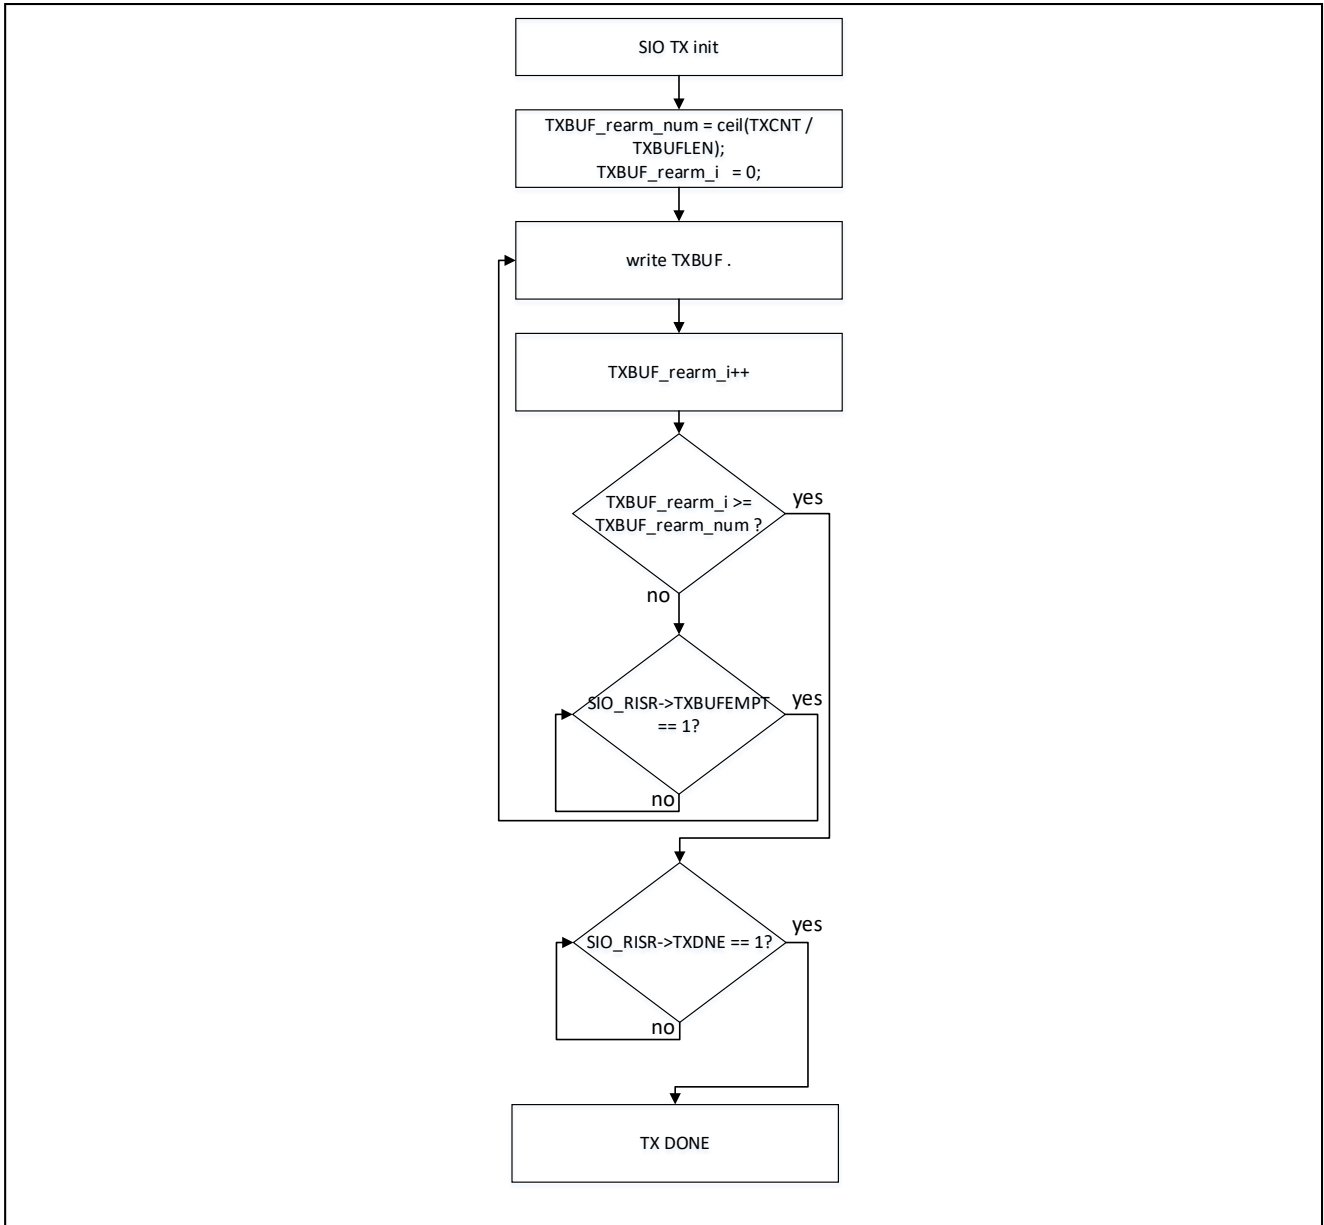 SIO TX init
TXBUF_rearm_num = ceil(TXCNT /
TXBUFLEN);
TXBUF_rearm_i = 0;
write TXBUF .
TXBUF_rearm_i++
TXBUF_rearm_i >=
TXBUF_rearm_num ?
yes
no
SIO_RISR->TXBUFEMPT
== 1?
yes
no
SIO_RISR->TXDNE == 1?
yes
no
TX DONE